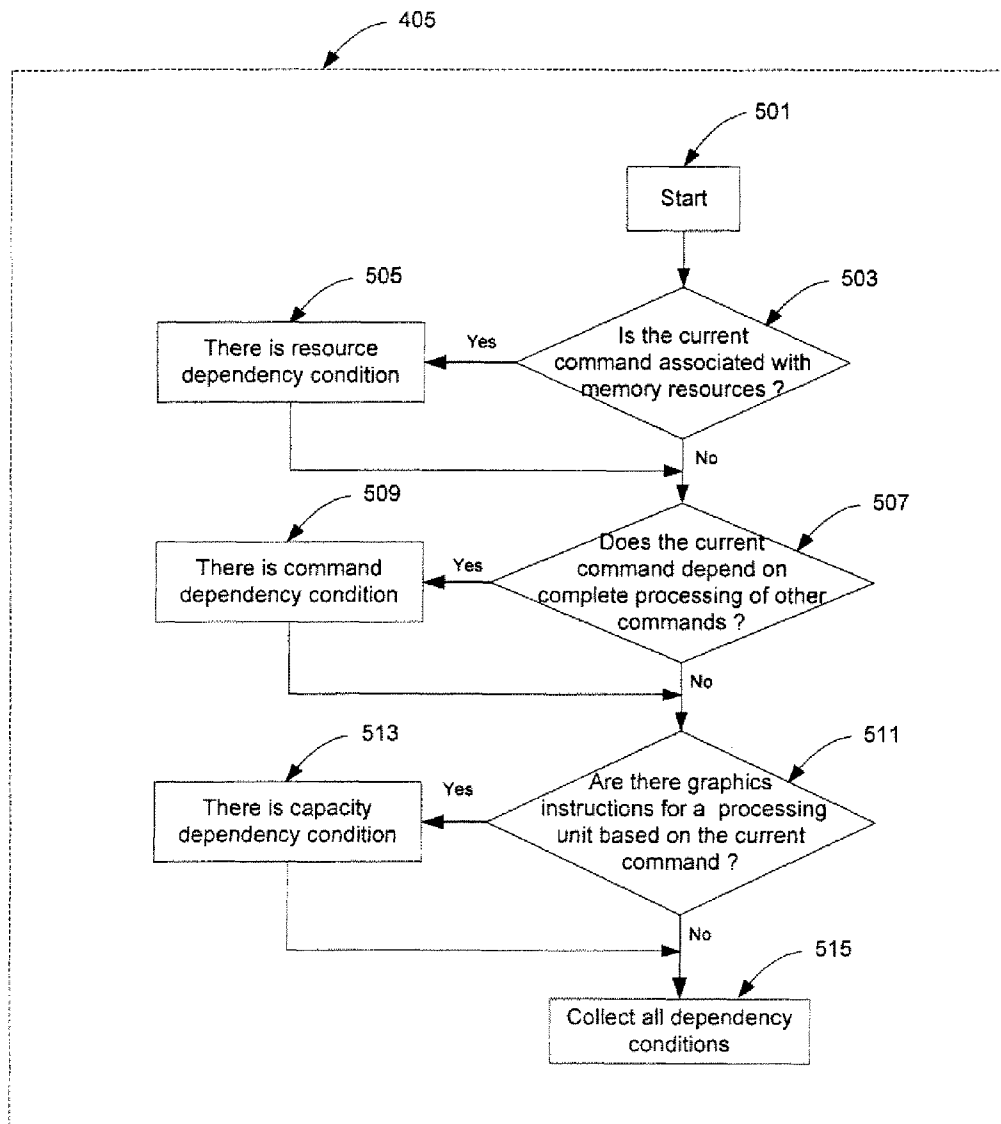 405
501
Start
505
503
There is resource
dependency condition
Yes
Is the current
command associated with
memory resources ?
No
509
507
There is command
dependency condition
Yes
Does the current
command depend on
complete processing of other
commands ?
No
513
511
There is capacity
dependency condition
Yes
Are there graphics
instructions for a processing
unit based on the current
command ?
No
515
Collect all dependency
conditions